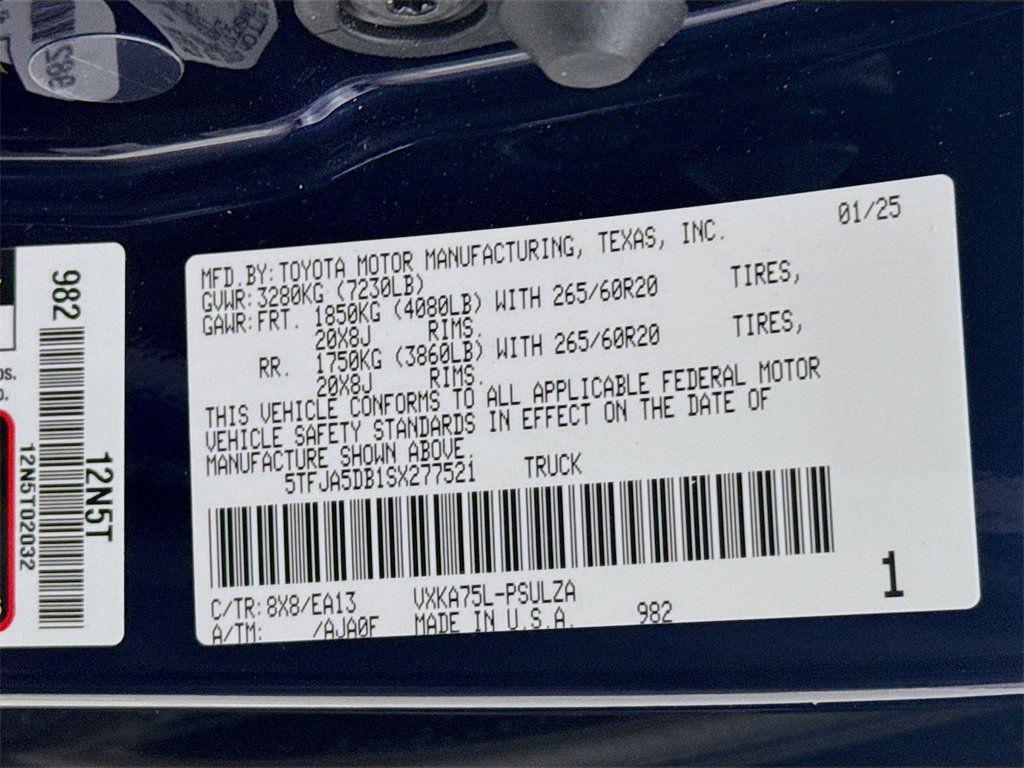 982
12N5T
12N5T02032
os.
MFD.BY:TOYOTA MOTOR MANUFACTURING, TEXAS, INC. 01/25
GVWR:3280KG (7230LB)
GAWR:FRT. 1850KG (4080LB) WITH 265/60R20 TIRES,
20X8J RIMS.
RR. 1750KG (3860LB) WITH 265/60R20 TIRES,
20X8J RIMS.
THIS VEHICLE CONFORMS TO ALL APPLICABLE FEDERAL MOTOR
VEHICLE SAFETY STANDARDS IN EFFECT ON THE DATE OF
MANUFACTURE SHOWN ABOVE.
5TFJA5DB1SX277521 TRUCK
C/TR:8X8/EA13 VXKA75L-PSULZA
A/TM: /AJA0F MADE IN U.S.A. 982
1